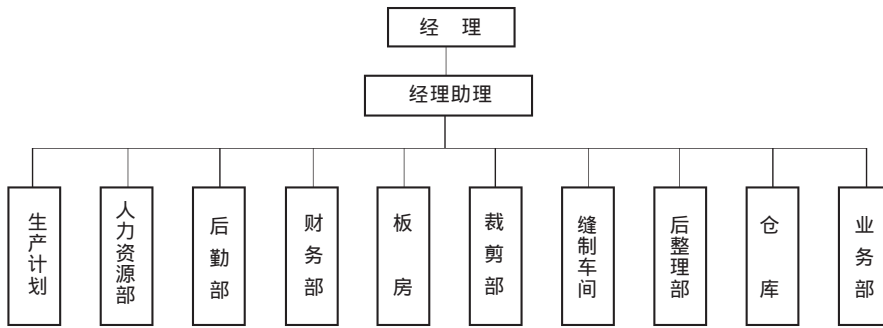 经 理
经理助理
生产计划
人力资源部
后勤部
财务部
板房
裁剪部
缝制车间
后整理部
仓库
业务部